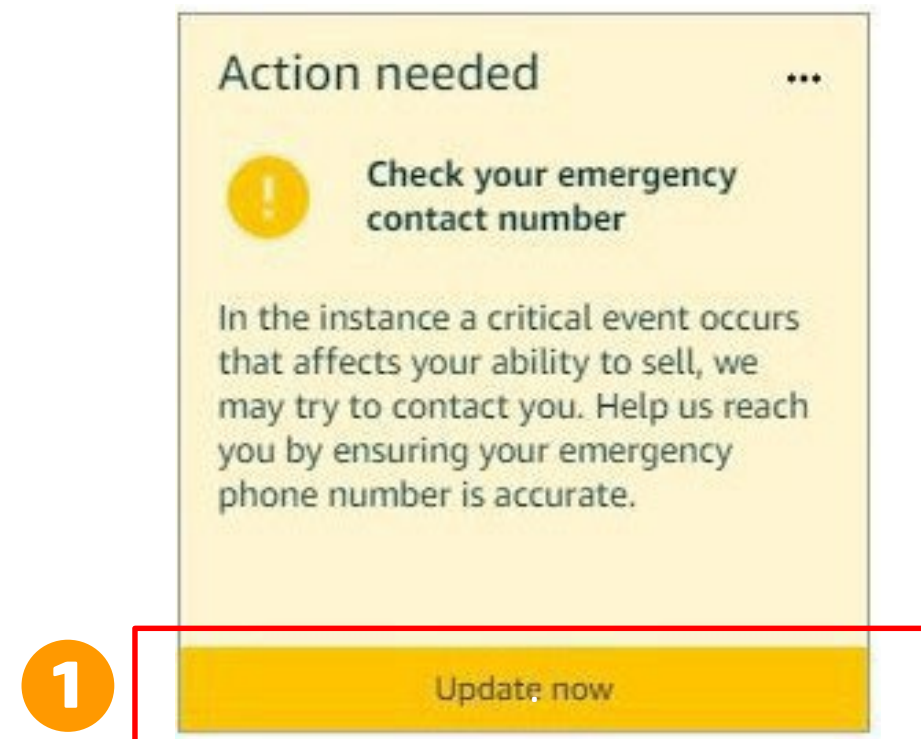 Action needed
...
Check your emergency
contact number
In the instance a critical event occurs
that affects your ability to sell, we
may try to contact you. Help us reach
you by ensuring your emergency
phone number is accurate.
1
Update now